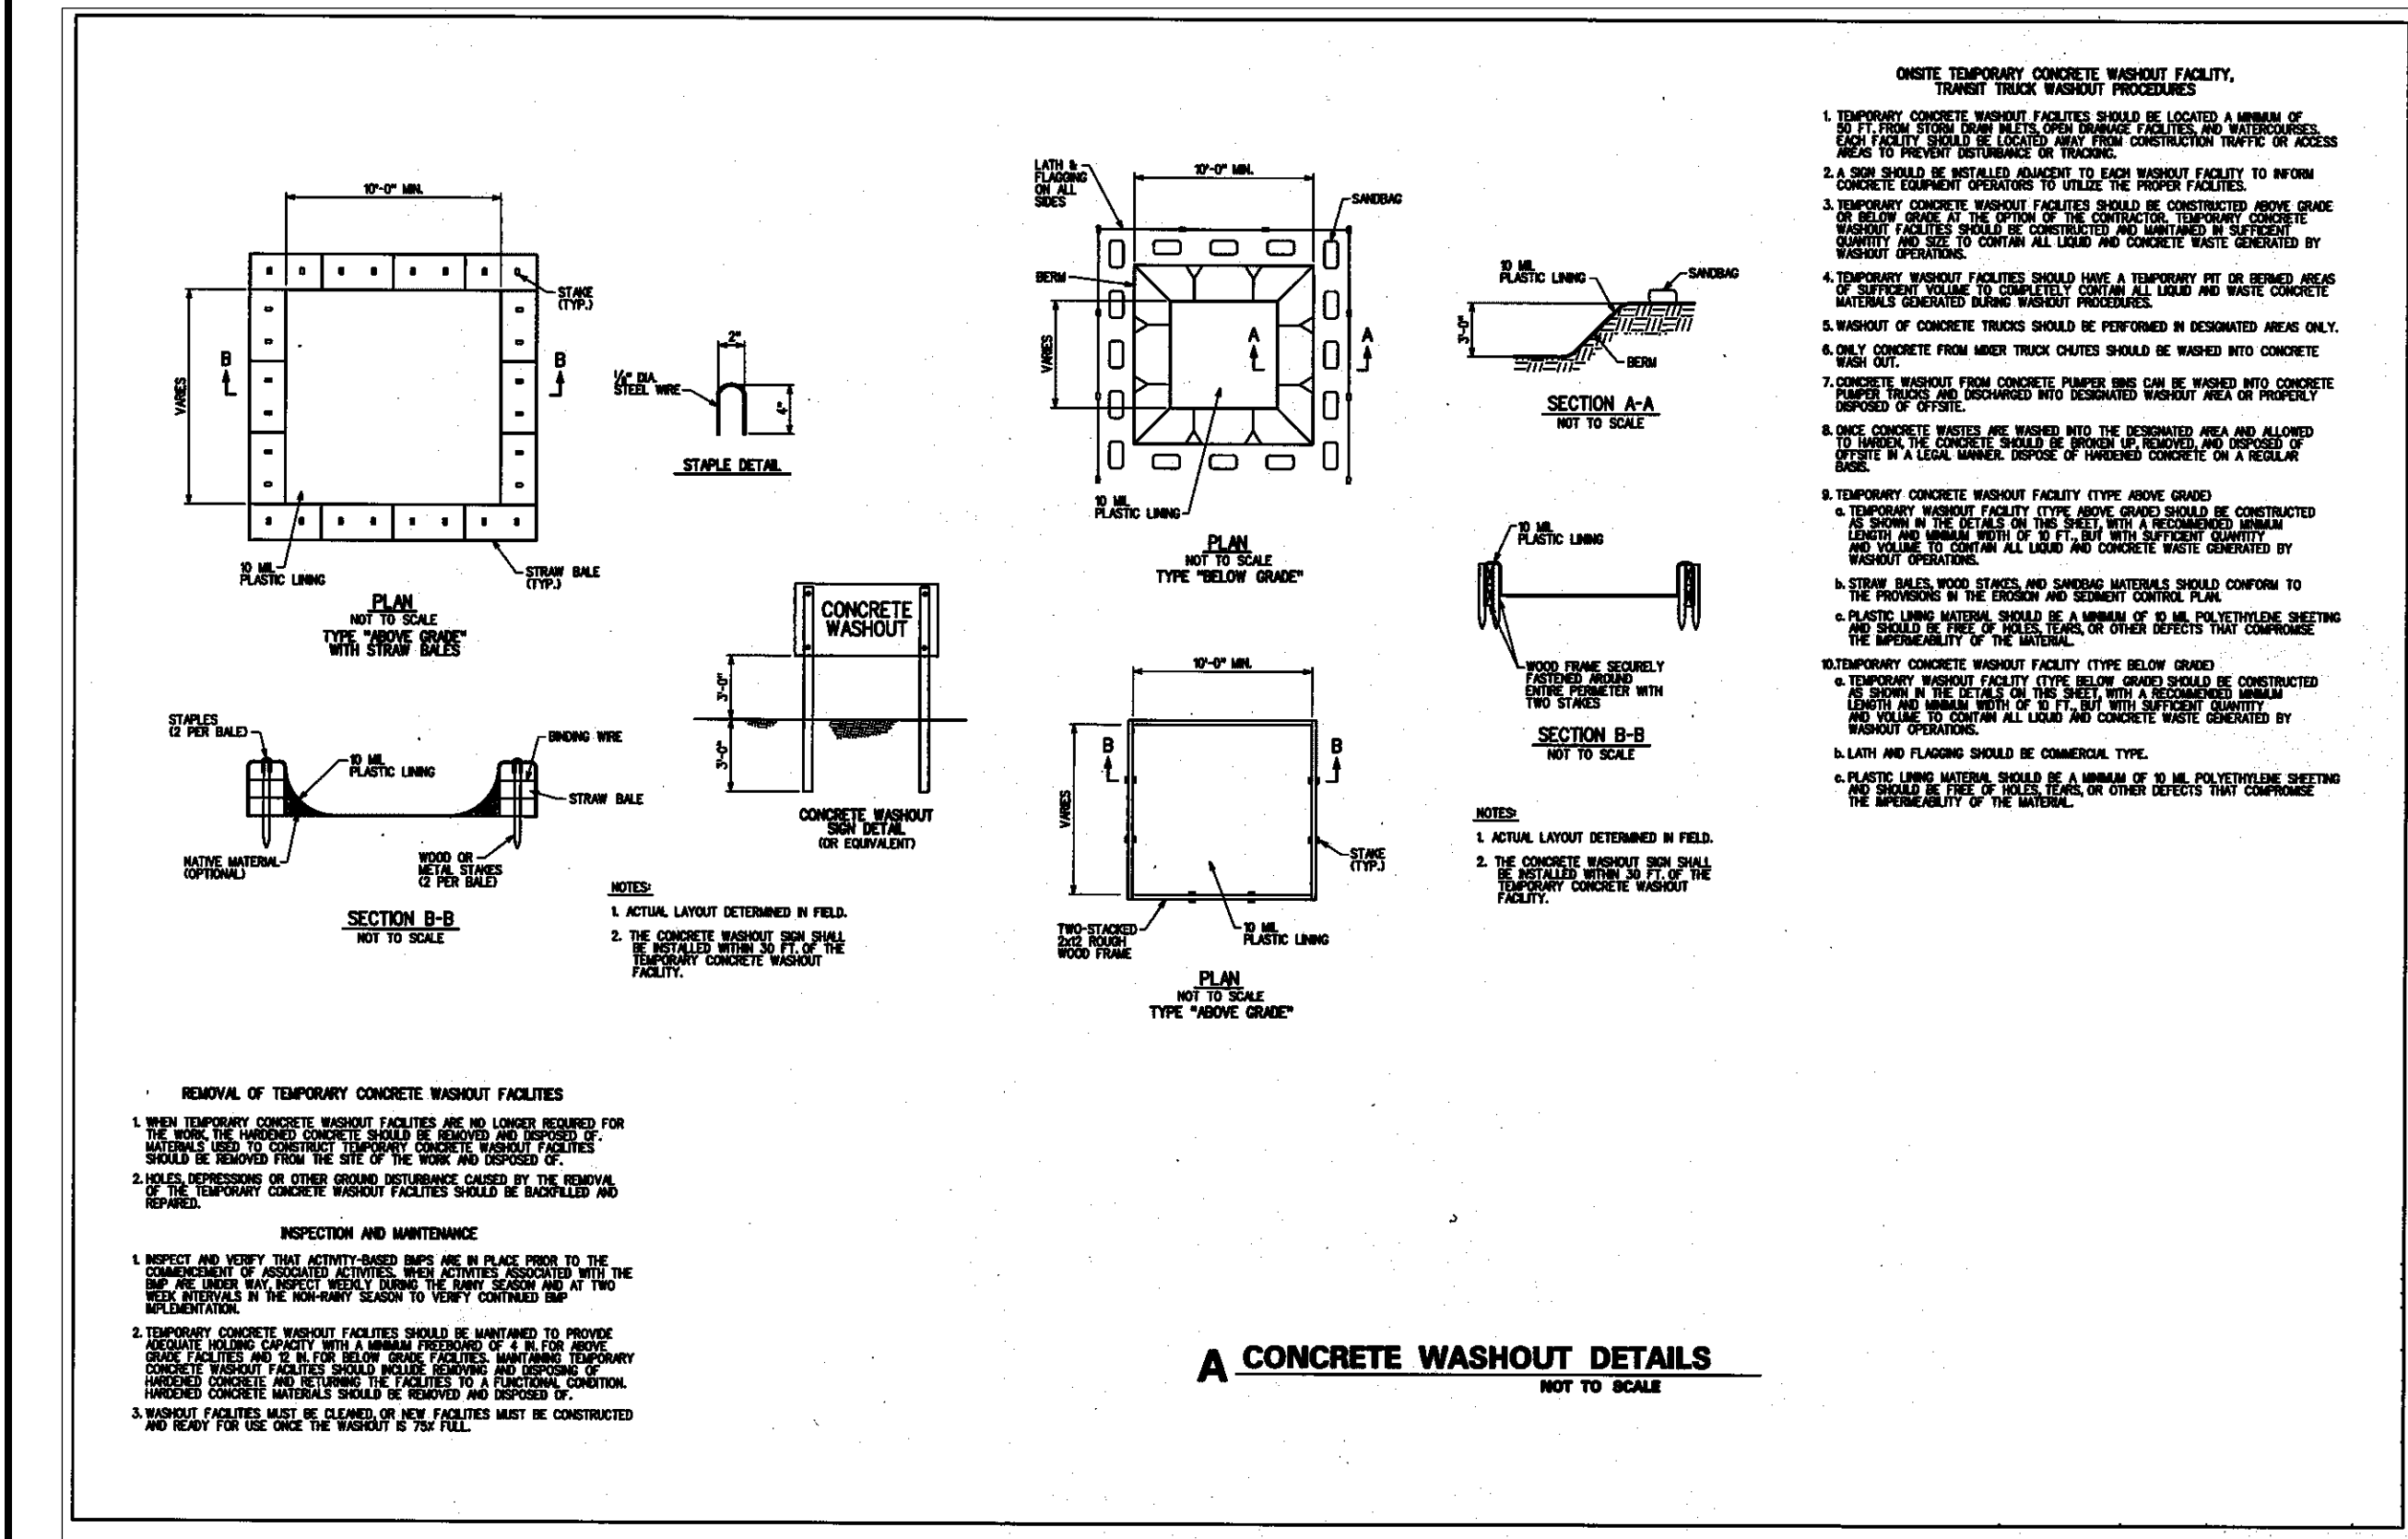 10'-0" MIN.
VARIES
B
B
STAKE
(TYP.)
10 MIL
PLASTIC LINING
STRAW BALE
(TYP.)
PLAN
NOT TO SCALE
TYPE "ABOVE GRADE"
WITH STRAW BALES
2"
1/8" DIA.
STEEL WIRE
4"
STAPLE DETAIL
CONCRETE
WASHOUT
3'-0"
3'-0"
CONCRETE WASHOUT
SIGN DETAIL
(OR EQUIVALENT)
STAPLES
(2 PER BALE)
10 MIL
PLASTIC LINING
BINDING WIRE
STRAW BALE
NATIVE MATERIAL
(OPTIONAL)
WOOD OR
METAL STAKES
(2 PER BALE)
SECTION B-B
NOT TO SCALE
NOTES:
1. ACTUAL LAYOUT DETERMINED IN FIELD.
2. THE CONCRETE WASHOUT SIGN SHALL
BE INSTALLED WITHIN 30 FT. OF THE
TEMPORARY CONCRETE WASHOUT
FACILITY.
LATH &
FLAGGING
ON ALL
SIDES
10'-0" MIN.
SANDBAG
BERM
VARIES
A
A
10 MIL
PLASTIC LINING
PLAN
NOT TO SCALE
TYPE "BELOW GRADE"
10 MIL
PLASTIC LINING
SANDBAG
3'-0"
BERM
SECTION A-A
NOT TO SCALE
10 MIL
PLASTIC LINING
WOOD FRAME SECURELY
FASTENED AROUND
ENTIRE PERIMETER WITH
TWO STAKES
SECTION B-B
NOT TO SCALE
10'-0" MIN.
B
B
VARIES
STAKE
(TYP.)
TWO-STACKED
2x12 ROUGH
WOOD FRAME
10 MIL
PLASTIC LINING
PLAN
NOT TO SCALE
TYPE "ABOVE GRADE"
NOTES:
1. ACTUAL LAYOUT DETERMINED IN FIELD.
2. THE CONCRETE WASHOUT SIGN SHALL
BE INSTALLED WITHIN 30 FT. OF THE
TEMPORARY CONCRETE WASHOUT
FACILITY.
ONSITE TEMPORARY CONCRETE WASHOUT FACILITY,
TRANSIT TRUCK WASHOUT PROCEDURES
1. TEMPORARY CONCRETE WASHOUT FACILITIES SHOULD BE LOCATED A MINIMUM OF
50 FT. FROM STORM DRAIN INLETS, OPEN DRAINAGE FACILITIES, AND WATERCOURSES.
EACH FACILITY SHOULD BE LOCATED AWAY FROM CONSTRUCTION TRAFFIC OR ACCESS
AREAS TO PREVENT DISTURBANCE OR TRACKING.
2. A SIGN SHOULD BE INSTALLED ADJACENT TO EACH WASHOUT FACILITY TO INFORM
CONCRETE EQUIPMENT OPERATORS TO UTILIZE THE PROPER FACILITIES.
3. TEMPORARY CONCRETE WASHOUT FACILITIES SHOULD BE CONSTRUCTED ABOVE GRADE
OR BELOW GRADE AT THE OPTION OF THE CONTRACTOR. TEMPORARY CONCRETE
WASHOUT FACILITIES SHOULD BE CONSTRUCTED AND MAINTAINED IN SUFFICIENT
QUANTITY AND SIZE TO CONTAIN ALL LIQUID AND CONCRETE WASTE GENERATED BY
WASHOUT OPERATIONS.
4. TEMPORARY WASHOUT FACILITIES SHOULD HAVE A TEMPORARY PIT OR BERMED AREAS
OF SUFFICIENT VOLUME TO COMPLETELY CONTAIN ALL LIQUID AND WASTE CONCRETE
MATERIALS GENERATED DURING WASHOUT PROCEDURES.
5. WASHOUT OF CONCRETE TRUCKS SHOULD BE PERFORMED IN DESIGNATED AREAS ONLY.
6. ONLY CONCRETE FROM MIXER TRUCK CHUTES SHOULD BE WASHED INTO CONCRETE
WASH OUT.
7. CONCRETE WASHOUT FROM CONCRETE PUMPER BINS CAN BE WASHED INTO CONCRETE
PUMPER TRUCKS AND DISCHARGED INTO DESIGNATED WASHOUT AREA OR PROPERLY
DISPOSED OF OFFSITE.
8. ONCE CONCRETE WASTES ARE WASHED INTO THE DESIGNATED AREA AND ALLOWED
TO HARDEN, THE CONCRETE SHOULD BE BROKEN UP, REMOVED, AND DISPOSED OF
OFFSITE IN A LEGAL MANNER. DISPOSE OF HARDENED CONCRETE ON A REGULAR
BASIS.
9. TEMPORARY CONCRETE WASHOUT FACILITY (TYPE ABOVE GRADE)
a. TEMPORARY WASHOUT FACILITY (TYPE ABOVE GRADE) SHOULD BE CONSTRUCTED
AS SHOWN IN THE DETAILS ON THIS SHEET, WITH A RECOMMENDED MINIMUM
LENGTH AND MINIMUM WIDTH OF 10 FT., BUT WITH SUFFICIENT QUANTITY
AND VOLUME TO CONTAIN ALL LIQUID AND CONCRETE WASTE GENERATED BY
WASHOUT OPERATIONS.
b. STRAW BALES, WOOD STAKES, AND SANDBAG MATERIALS SHOULD CONFORM TO
THE PROVISIONS IN THE EROSION AND SEDIMENT CONTROL PLAN.
c. PLASTIC LINING MATERIAL SHOULD BE A MINIMUM OF 10 MIL POLYETHYLENE SHEETING
AND SHOULD BE FREE OF HOLES, TEARS, OR OTHER DEFECTS THAT COMPROMISE
THE IMPERMEABILITY OF THE MATERIAL.
10. TEMPORARY CONCRETE WASHOUT FACILITY (TYPE BELOW GRADE)
a. TEMPORARY WASHOUT FACILITY (TYPE BELOW GRADE) SHOULD BE CONSTRUCTED
AS SHOWN IN THE DETAILS ON THIS SHEET, WITH A RECOMMENDED MINIMUM
LENGTH AND MINIMUM WIDTH OF 10 FT., BUT WITH SUFFICIENT QUANTITY
AND VOLUME TO CONTAIN ALL LIQUID AND CONCRETE WASTE GENERATED BY
WASHOUT OPERATIONS.
b. LATH AND FLAGGING SHOULD BE COMMERCIAL TYPE.
c. PLASTIC LINING MATERIAL SHOULD BE A MINIMUM OF 10 MIL POLYETHYLENE SHEETING
AND SHOULD BE FREE OF HOLES, TEARS, OR OTHER DEFECTS THAT COMPROMISE
THE IMPERMEABILITY OF THE MATERIAL.
REMOVAL OF TEMPORARY CONCRETE WASHOUT FACILITIES
1. WHEN TEMPORARY CONCRETE WASHOUT FACILITIES ARE NO LONGER REQUIRED FOR
THE WORK, THE HARDENED CONCRETE SHOULD BE REMOVED AND DISPOSED OF.
MATERIALS USED TO CONSTRUCT TEMPORARY CONCRETE WASHOUT FACILITIES
SHOULD BE REMOVED FROM THE SITE OF THE WORK AND DISPOSED OF.
2. HOLES, DEPRESSIONS OR OTHER GROUND DISTURBANCE CAUSED BY THE REMOVAL
OF THE TEMPORARY CONCRETE WASHOUT FACILITIES SHOULD BE BACKFILLED AND
REPAIRED.
INSPECTION AND MAINTENANCE
1. INSPECT AND VERIFY THAT ACTIVITY-BASED BMPS ARE IN PLACE PRIOR TO THE
COMMENCEMENT OF ASSOCIATED ACTIVITIES. WHEN ACTIVITIES ASSOCIATED WITH THE
BMP ARE UNDER WAY, INSPECT WEEKLY DURING THE RAINY SEASON AND AT TWO
WEEK INTERVALS IN THE NON-RAINY SEASON TO VERIFY CONTINUED BMP
IMPLEMENTATION.
2. TEMPORARY CONCRETE WASHOUT FACILITIES SHOULD BE MAINTAINED TO PROVIDE
ADEQUATE HOLDING CAPACITY WITH A MINIMUM FREEBOARD OF 4 IN. FOR ABOVE
GRADE FACILITIES AND 12 IN. FOR BELOW GRADE FACILITIES. MAINTAINING TEMPORARY
CONCRETE WASHOUT FACILITIES SHOULD INCLUDE REMOVING AND DISPOSING OF
HARDENED CONCRETE AND RETURNING THE FACILITIES TO A FUNCTIONAL CONDITION.
HARDENED CONCRETE MATERIALS SHOULD BE REMOVED AND DISPOSED OF.
3. WASHOUT FACILITIES MUST BE CLEANED, OR NEW FACILITIES MUST BE CONSTRUCTED
AND READY FOR USE ONCE THE WASHOUT IS 75% FULL.
A CONCRETE WASHOUT DETAILS
NOT TO SCALE